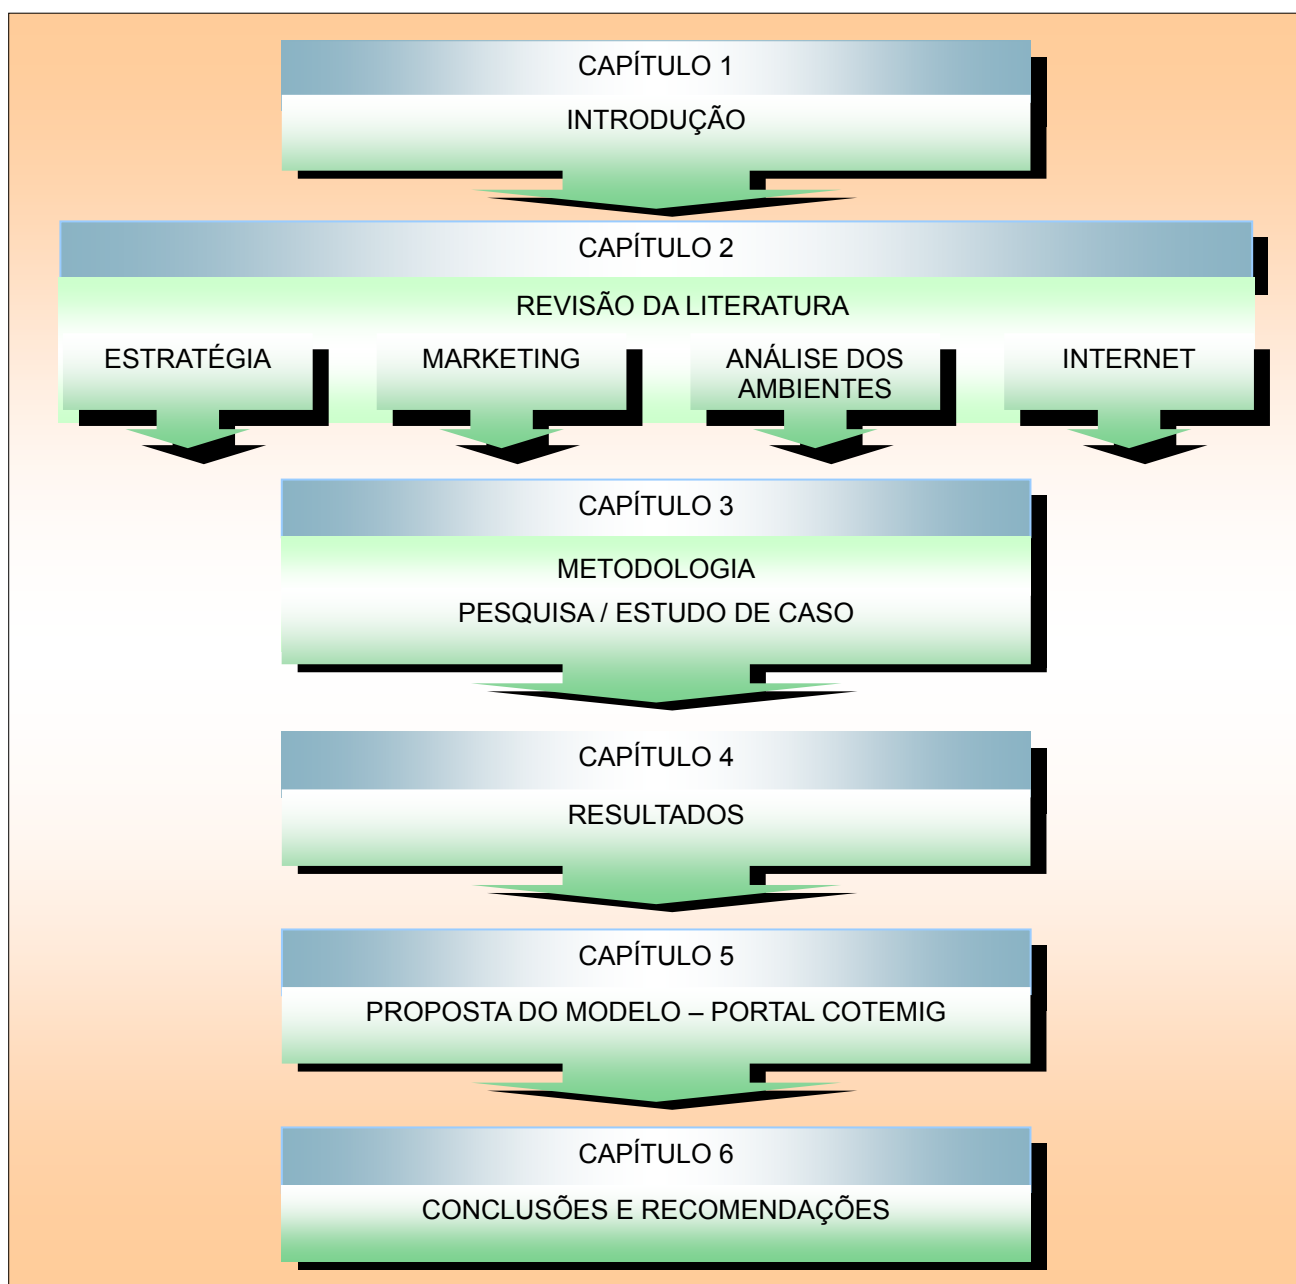 CAPÍTULO 1
INTRODUÇÃO
CAPÍTULO 2
REVISÃO DA LITERATURA
ESTRATÉGIA
MARKETING
ANÁLISE DOS
AMBIENTES
INTERNET
CAPÍTULO 3
METODOLOGIA
PESQUISA / ESTUDO DE CASO
CAPÍTULO 4
RESULTADOS
CAPÍTULO 5
PROPOSTA DO MODELO – PORTAL COTEMIG
CAPÍTULO 6
CONCLUSÕES E RECOMENDAÇÕES